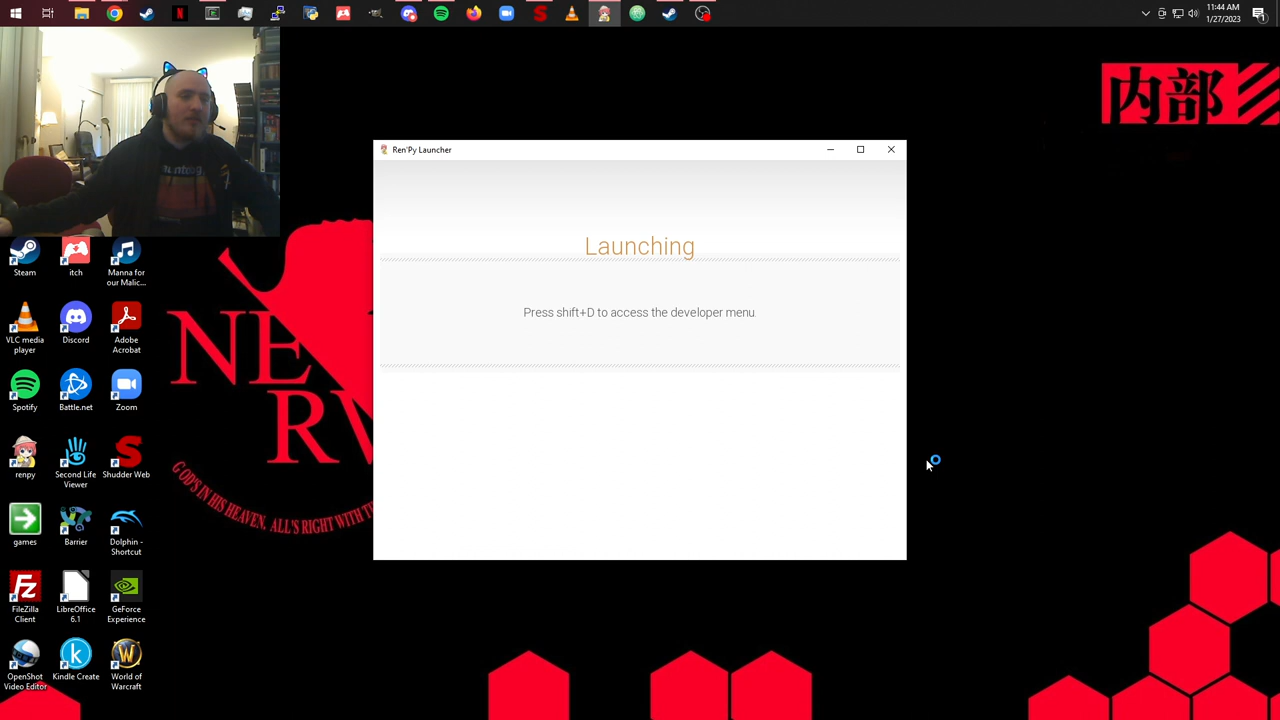 11:44 AM
1/27/2023
1
内部
Ren'Py Launcher
Launching
Press shift+D to access the developer menu.
NE
RV
GOD'S IN HIS HEAVEN, ALL'S RIGHT WITH
Steam
itch
Manna for
our Malic...
VLC media
player
Discord
Adobe
Acrobat
Spotify
Battle.net
Zoom
renpy
Second Life
Viewer
Shudder Web
games
Barrier
Dolphin -
Shortcut
FileZilla
Client
LibreOffice
6.1
GeForce
Experience
OpenShot
Video Editor
Kindle Create
World of
Warcraft